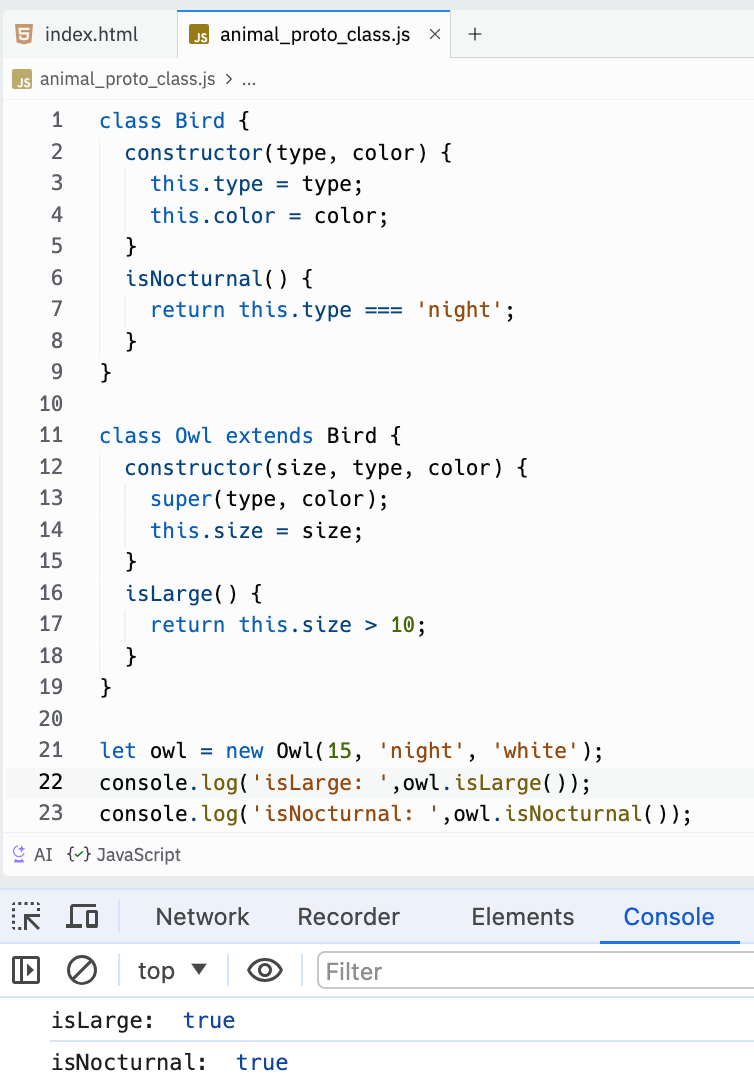 index.html JS animal_proto_class.js × +
JS animal_proto_class.js > ...
1 class Bird {
2   constructor(type, color) {
3     this.type = type;
4     this.color = color;
5   }
6   isNocturnal() {
7     return this.type === 'night';
8   }
9 }
10
11 class Owl extends Bird {
12   constructor(size, type, color) {
13     super(type, color);
14     this.size = size;
15   }
16   isLarge() {
17     return this.size > 10;
18   }
19 }
20
21 let owl = new Owl(15, 'night', 'white');
22 console.log('isLarge: ',owl.isLarge());
23 console.log('isNocturnal: ',owl.isNocturnal());
AI {✓} JavaScript
Network Recorder Elements Console
top ▼ Filter
isLarge:  true
isNocturnal:  true